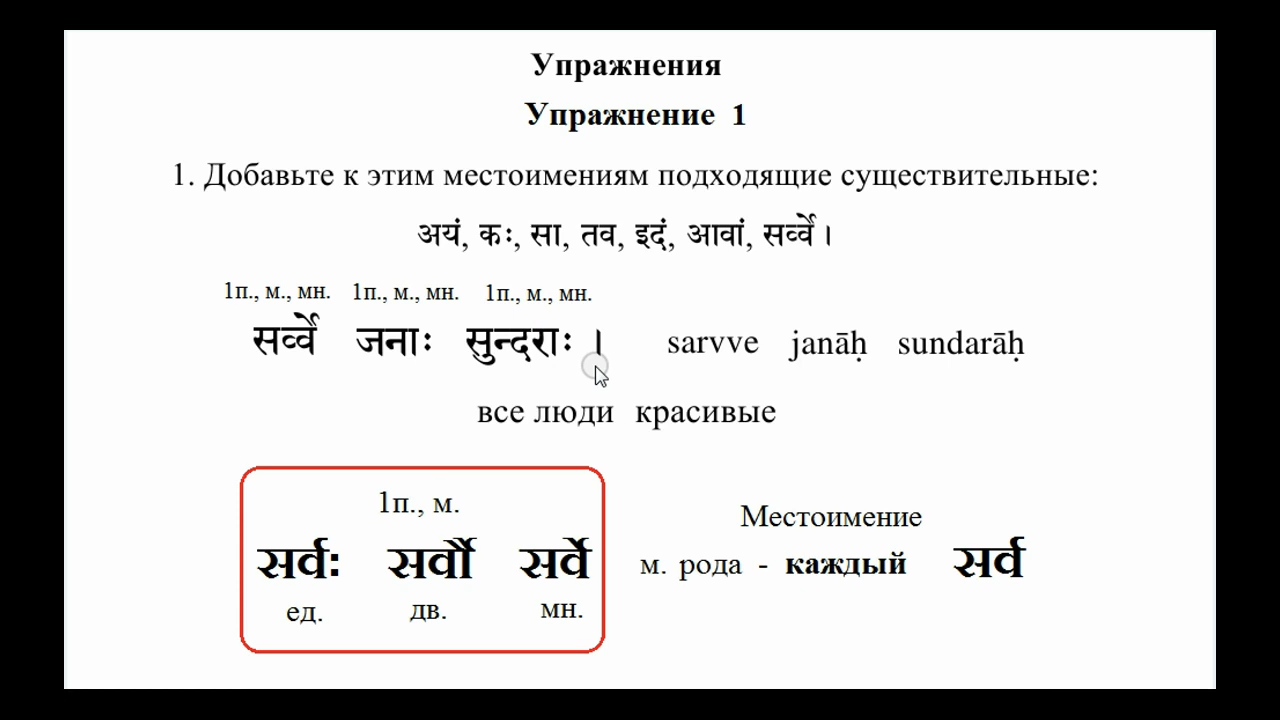 Упражнения
Упражнение 1
1. Добавьте к этим местоимениям подходящие существительные:
अयं, कः, सा, तव, इदं, आवां, सर्व्वे ।
1п., м., мн. 1п., м., мн. 1п., м., мн.
सर्व्वे जनाः सुन्दराः । sarvve janāḥ sundarāḥ
все люди красивые
1п., м.
Местоимение
सर्वः सर्वौ सर्वे
м. рода - каждый सर्व
ед. дв. мн.